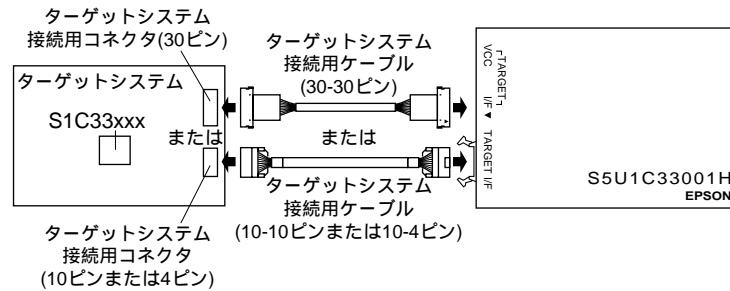 ターゲットシステム
接続用コネクタ(30ピン)
ターゲットシステム
S1C33xxx
または
ターゲットシステム
接続用コネクタ
(10ピンまたは4ピン)
ターゲットシステム
接続用ケーブル
(30-30ピン)
または
ターゲットシステム
接続用ケーブル
(10-10ピンまたは10-4ピン)
TARGET
VCC I/F ▼
TARGET I/F
S5U1C33001H
EPSON